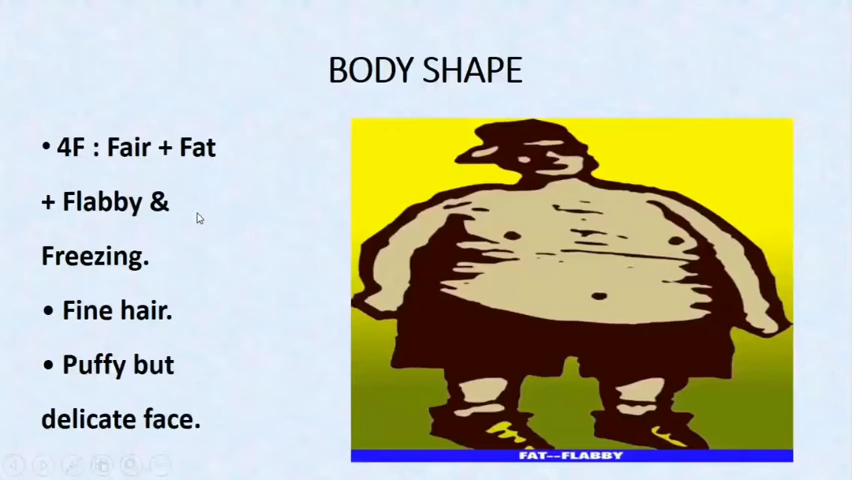 BODY SHAPE
• 4F : Fair + Fat
+ Flabby &
Freezing.
• Fine hair.
• Puffy but
delicate face.
FAT--FLABBY